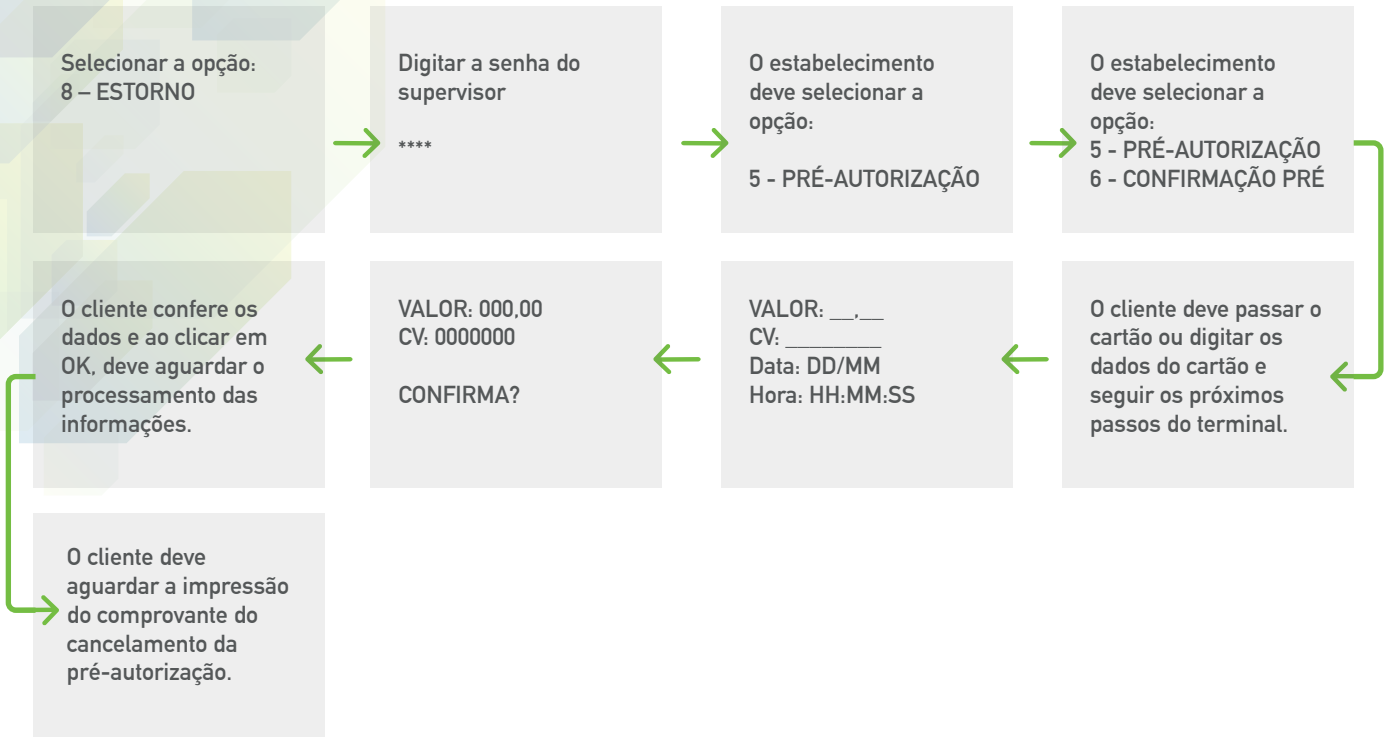 Selecionar a opção:
8 – ESTORNO
Digitar a senha do
supervisor
****
O estabelecimento
deve selecionar a
opção:
5 - PRÉ-AUTORIZAÇÃO
O estabelecimento
deve selecionar a
opção:
5 - PRÉ-AUTORIZAÇÃO
6 - CONFIRMAÇÃO PRÉ
O cliente deve passar o
cartão ou digitar os
dados do cartão e
seguir os próximos
passos do terminal.
VALOR: __,__
CV: ________
Data: DD/MM
Hora: HH:MM:SS
VALOR: 000,00
CV: 0000000
CONFIRMA?
O cliente confere os
dados e ao clicar em
OK, deve aguardar o
processamento das
informações.
O cliente deve
aguardar a impressão
do comprovante do
cancelamento da
pré-autorização.